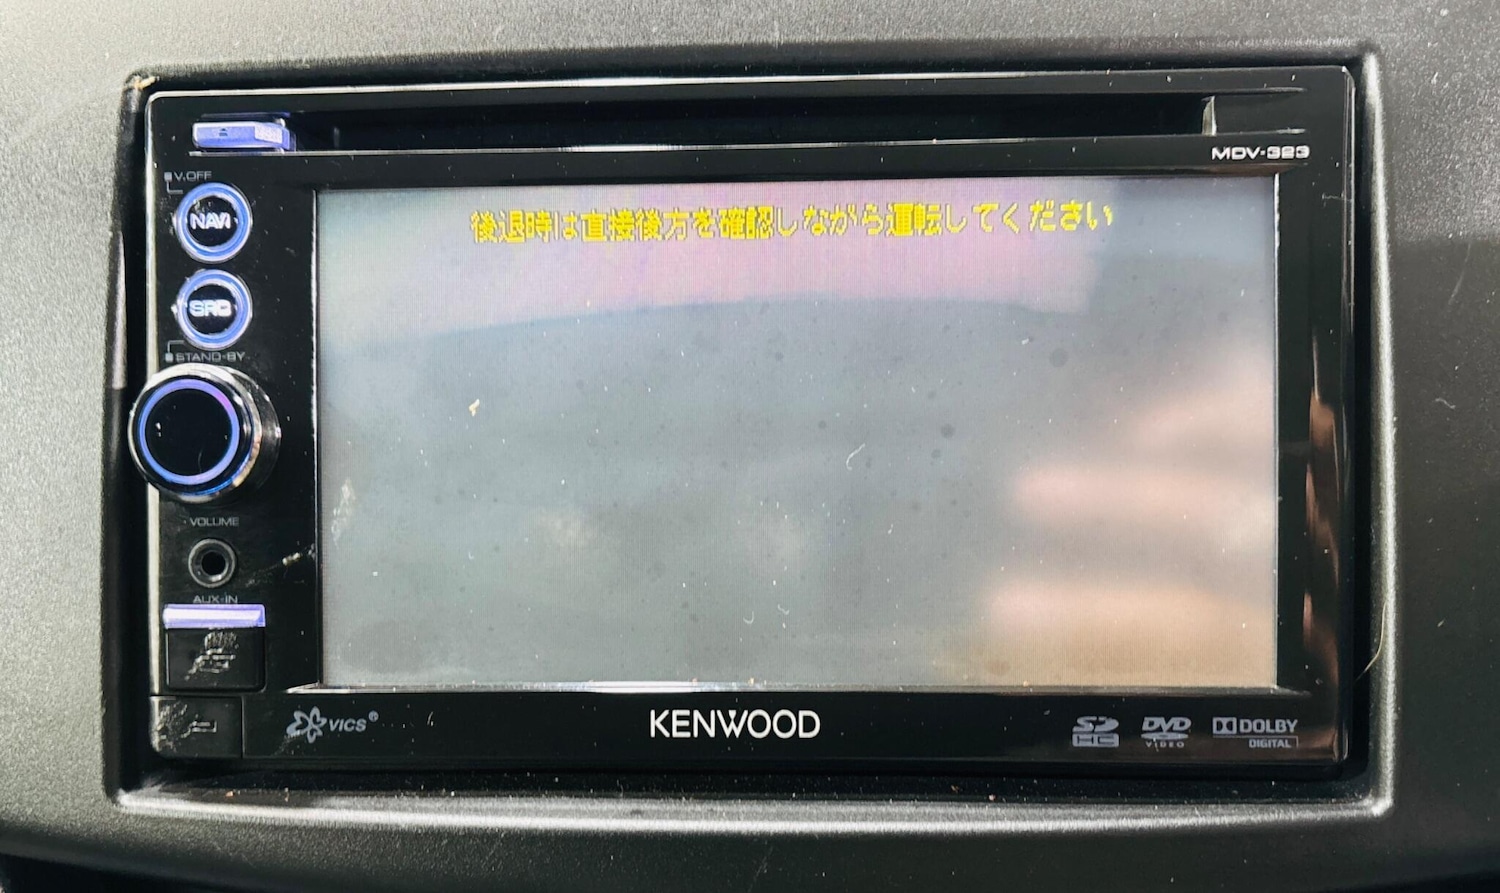 MDV-323
V.OFF
NAVI
後退時は直接後方を確認しながら運転してください
SRC
STAND-BY
VOLUME
AUX-IN
VICS
KENWOOD
SD
HC
DVD
VIDEO
DOLBY
DIGITAL